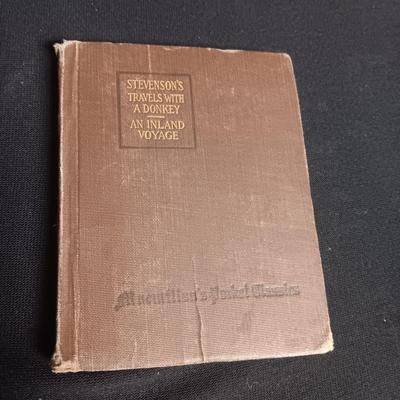 STEVENSON'S
TRAVELS WITH
A DONKEY
AN INLAND
VOYAGE
Macmillan's Pocket Classics